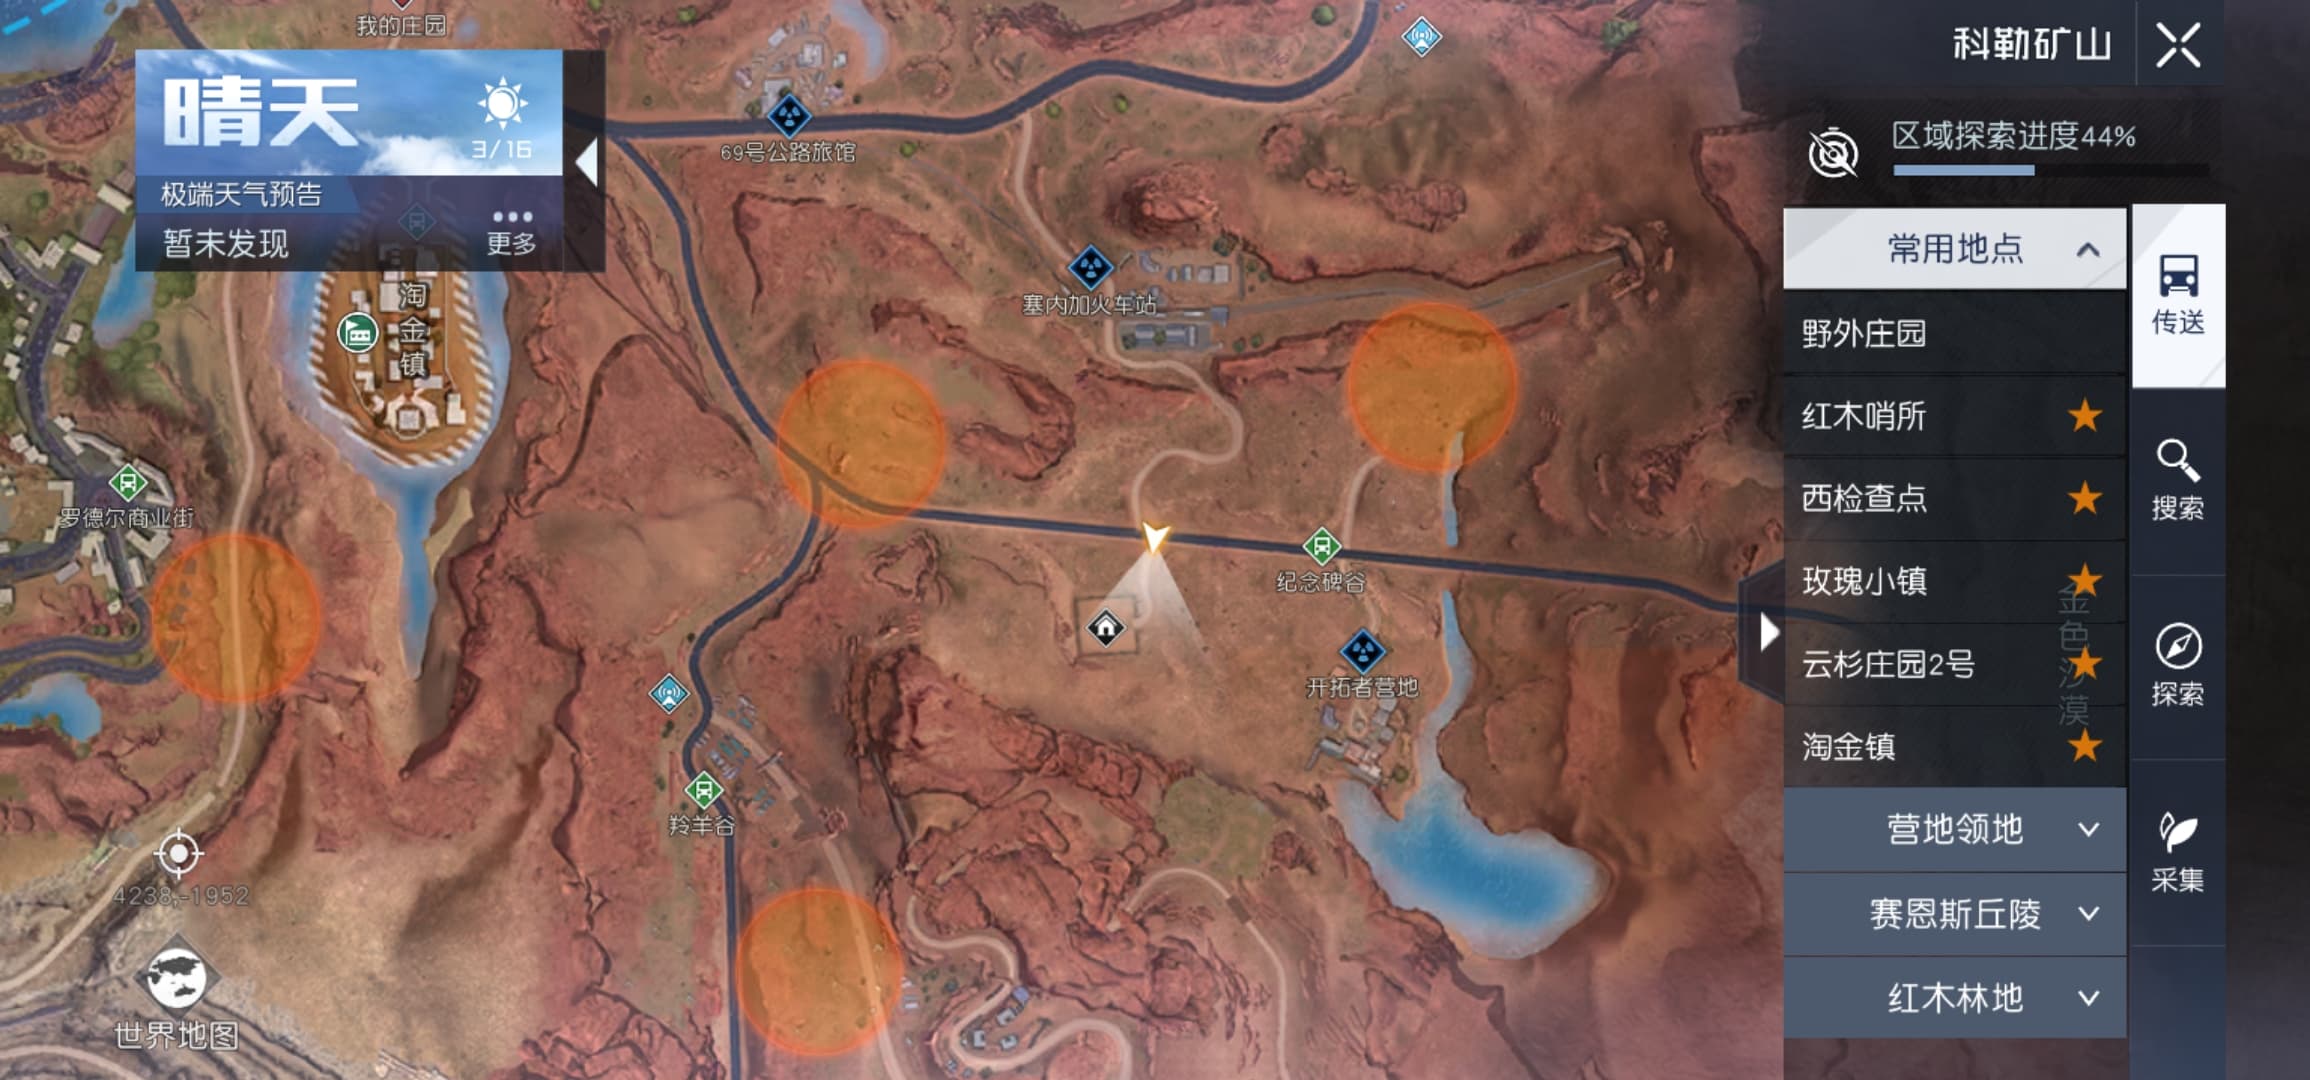 我的庄园
科勒矿山
晴天
3/16
极端天气预告
暂未发现
更多
区域探索进度44%
69号公路旅馆
常用地点
传送
塞内加火车站
淘金镇
野外庄园
红木哨所
西检查点
搜索
罗德尔商业街
纪念碑谷
玫瑰小镇
金色沙漠
开拓者营地
云杉庄园2号
探索
淘金镇
羚羊谷
营地领地
采集
4238,-1952
赛恩斯丘陵
红木林地
世界地图